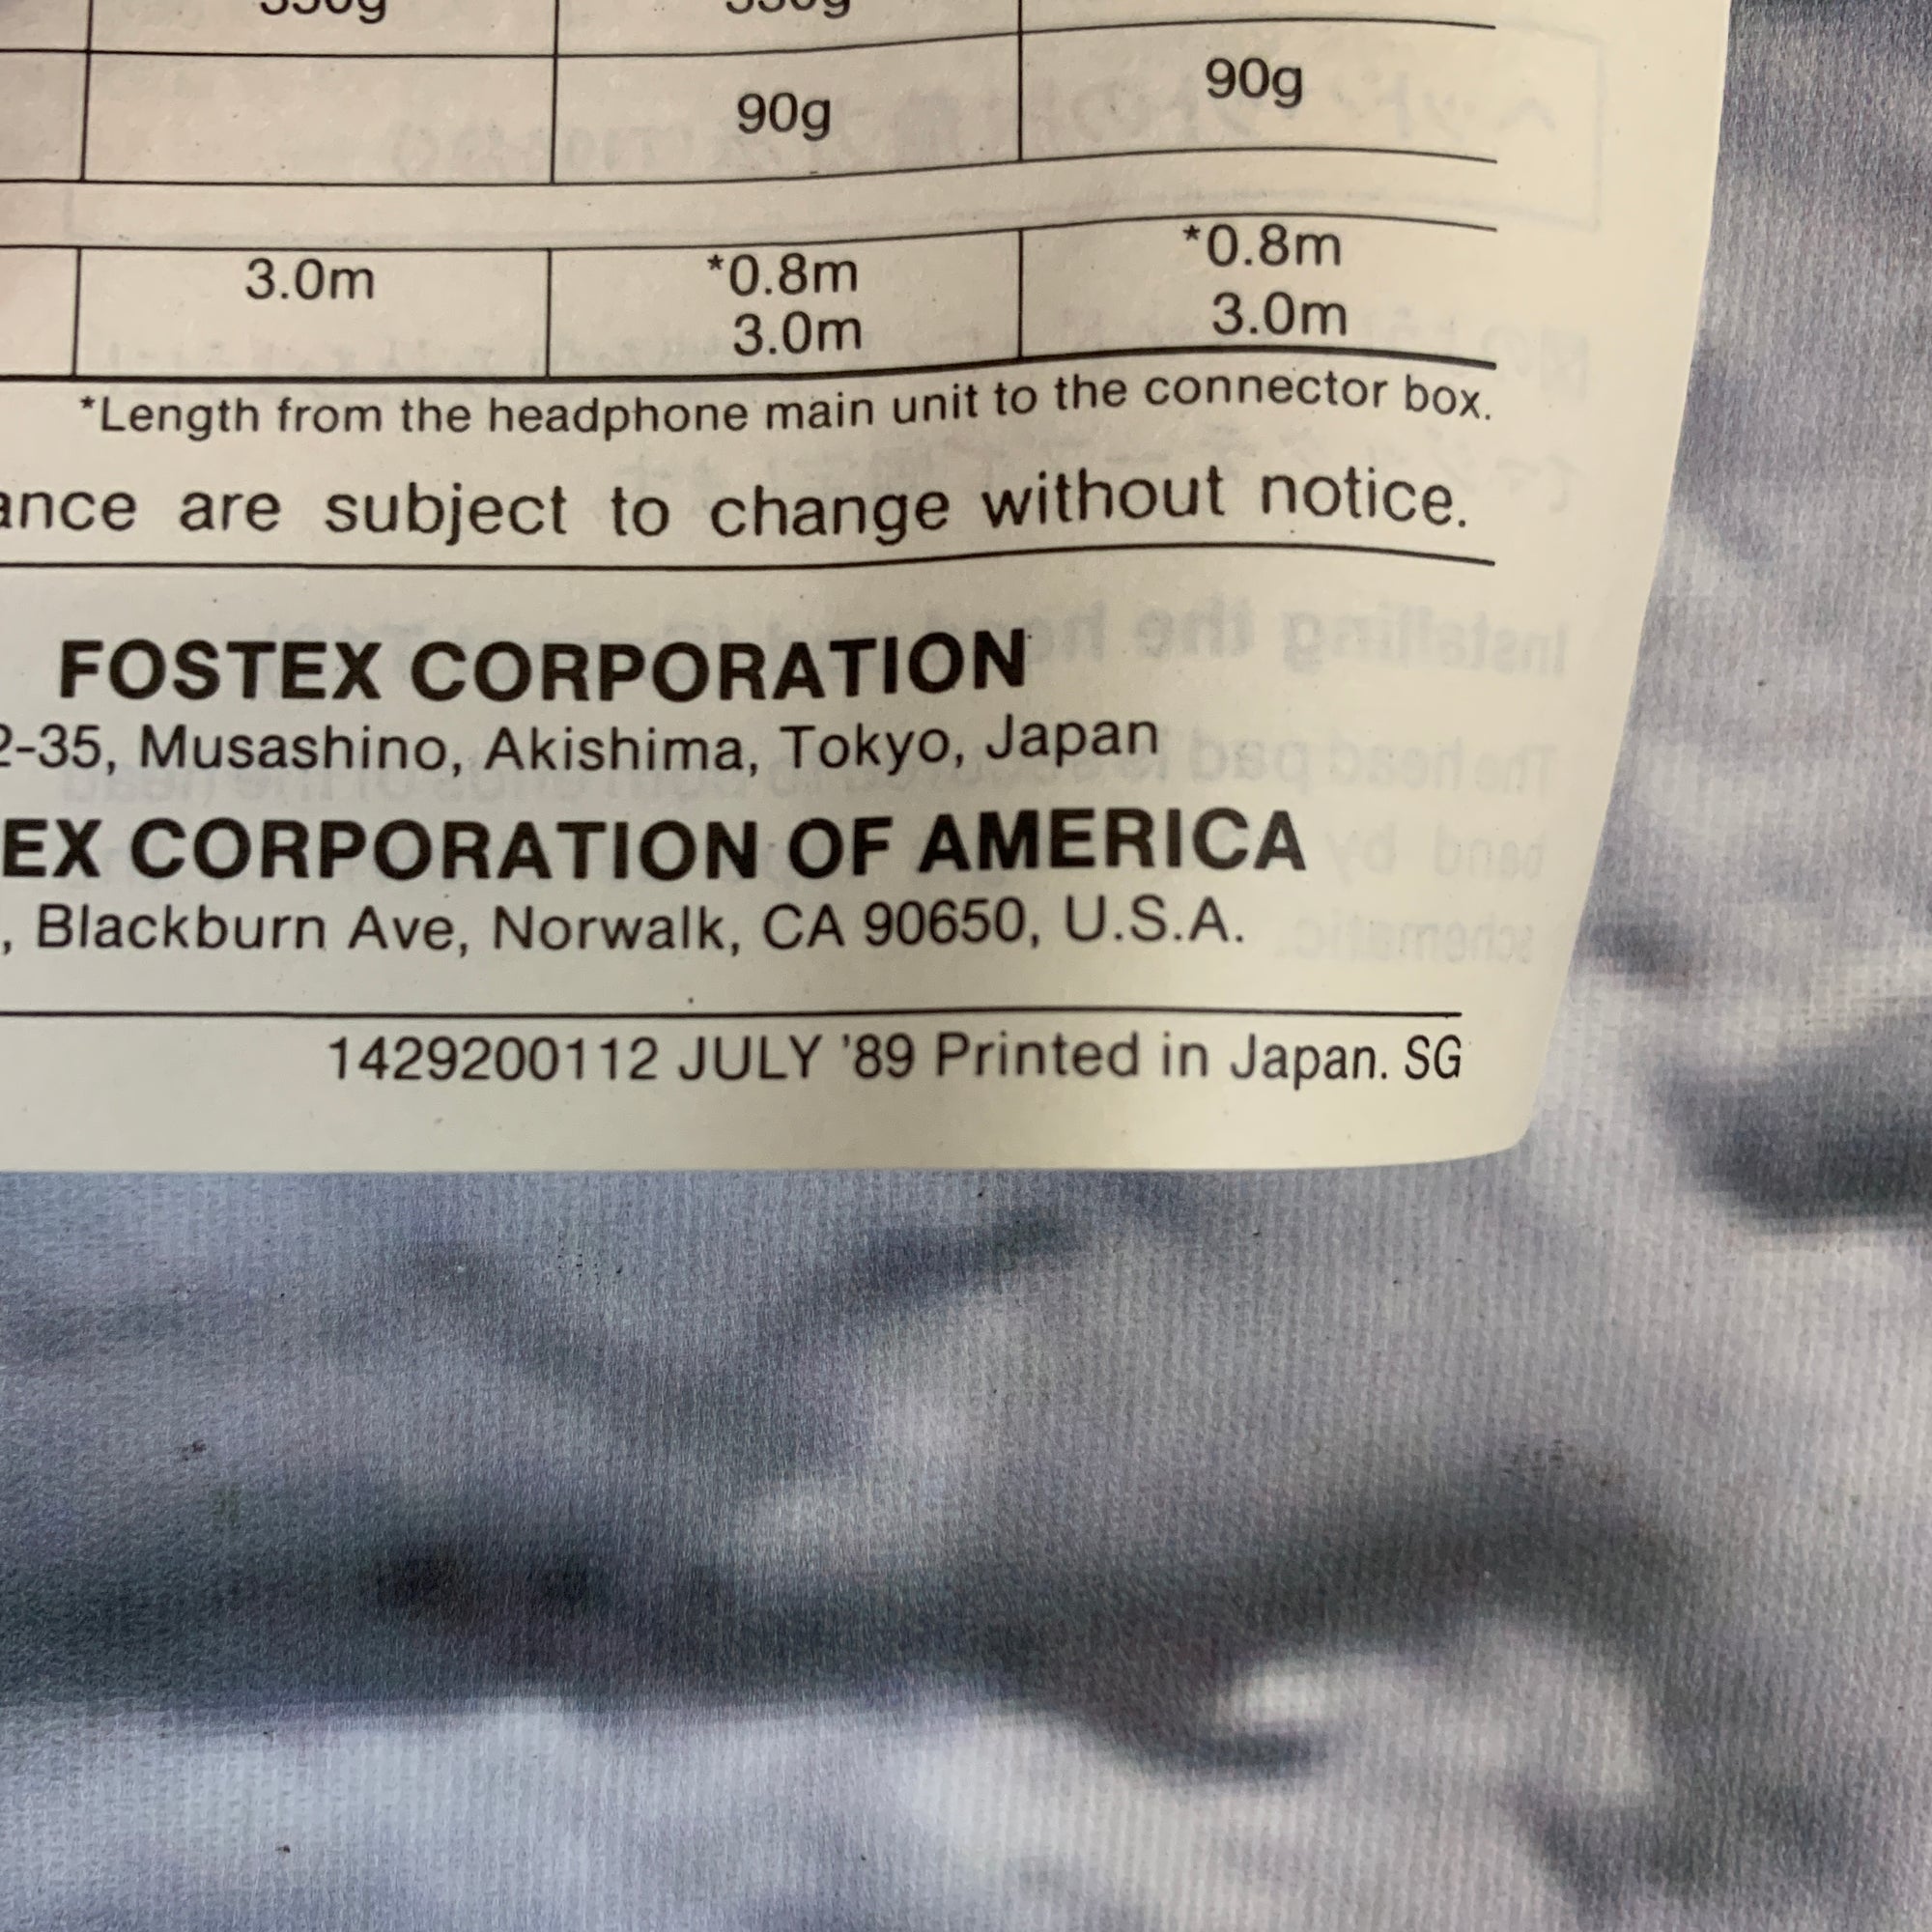 90g 90g
3.0m *0.8m *0.8m
3.0m 3.0m
*Length from the headphone main unit to the connector box.
are subject to change without notice.
FOSTEX CORPORATION
-35, Musashino, Akishima, Tokyo, Japan
EX CORPORATION OF AMERICA
, Blackburn Ave, Norwalk, CA 90650, U.S.A.
1429200112 JULY '89 Printed in Japan. SG